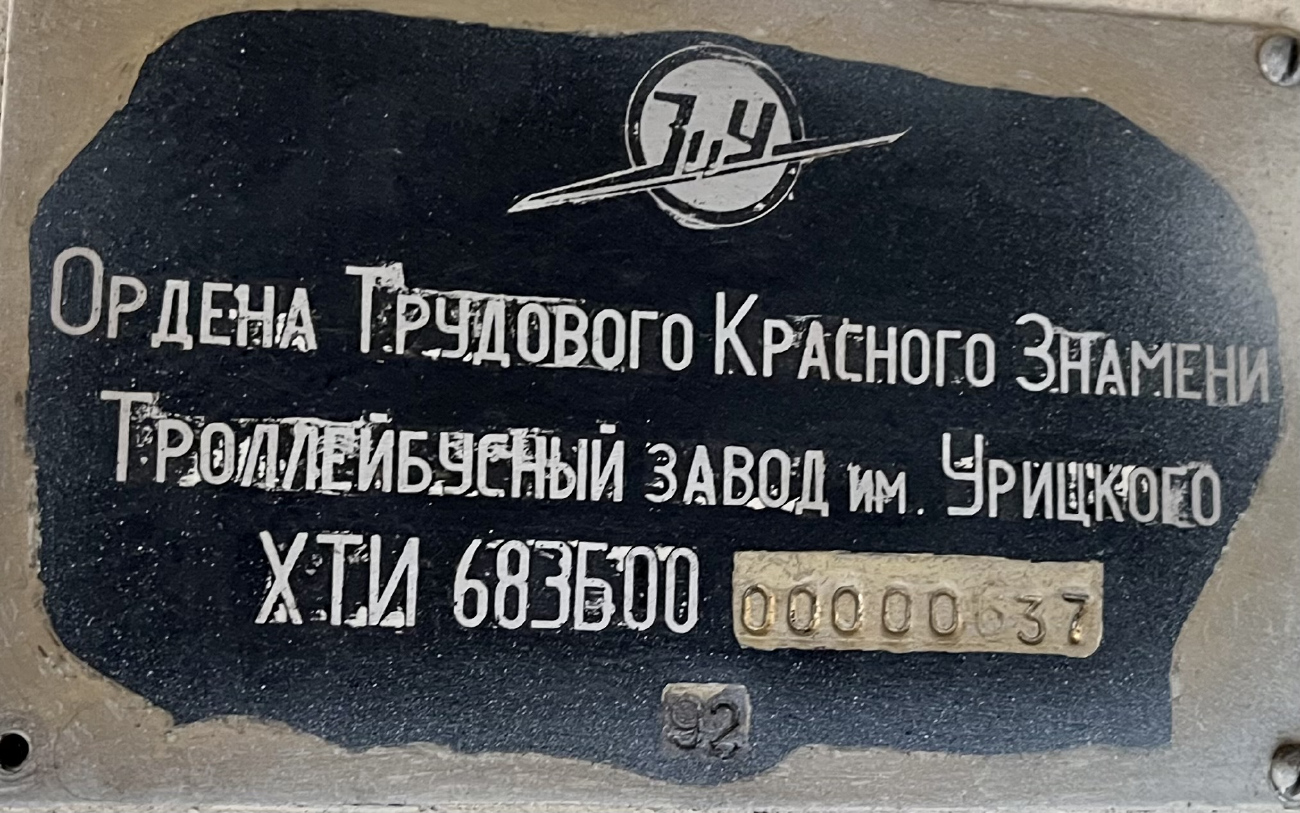 ЗиУ
Ордена Трудового Красного Знамени
Троллейбусный завод им. Урицкого
ХТИ 683Б00 00000637
92